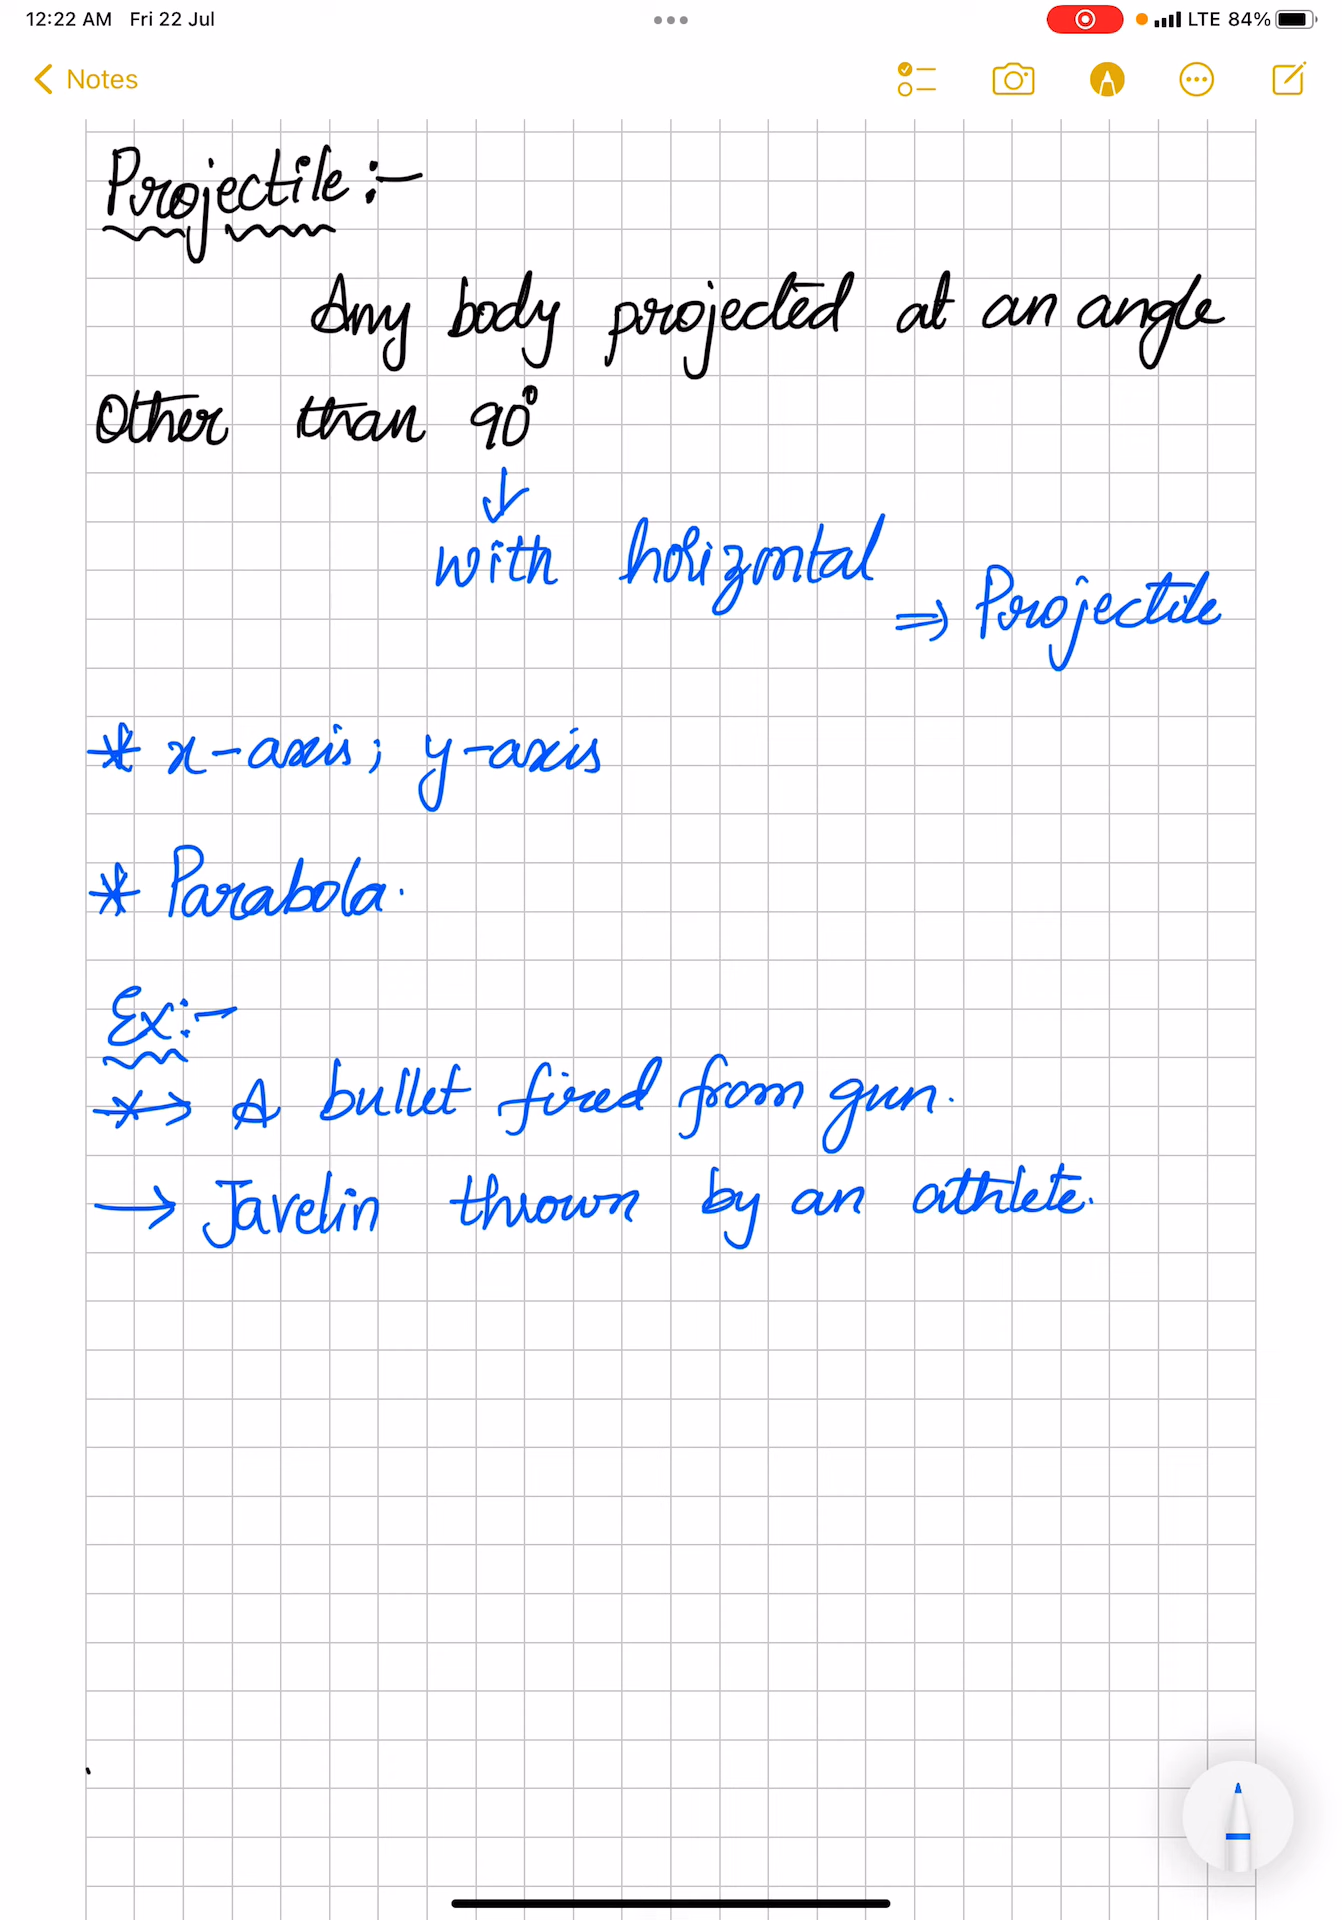 12:22 AM Fri 22 Jul
LTE 84%
Notes
Projectile :-
Any body projected at an angle
other than 90°
↓
with horizontal
⇒ Projectile
* x-axis; y-axis
* Parabola.
Ex:-
*→ A bullet fired from gun.
→ Javelin thrown by an athlete.